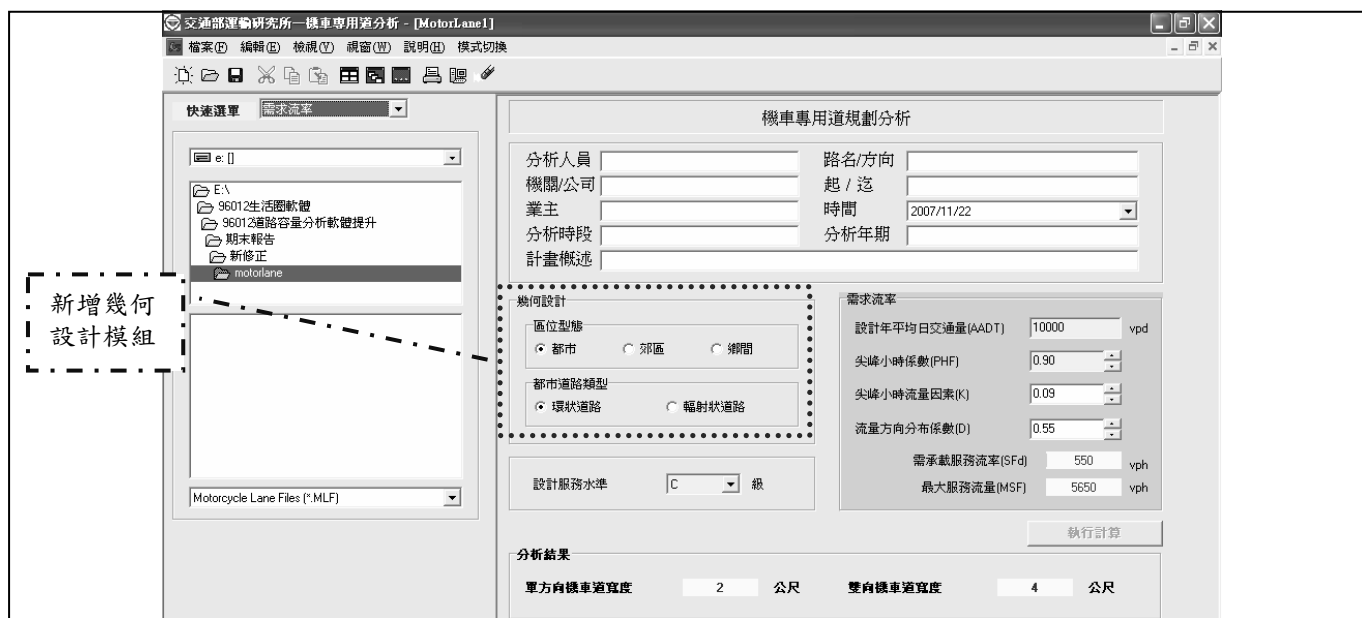 交通部運輸研究所—機車專用道分析 - [MotorLane1]
檔案(F) 編輯(E) 檢視(V) 視窗(W) 說明(H) 模式切換
快速選單 需求流率
e: []
E:\
96012生活圈軟體
96012道路容量分析軟體提升
期末報告
新修正
motorlane
Motorcycle Lane Files (*.MLF)
新增幾何
設計模組
機車專用道規劃分析
分析人員 路名/方向
機關/公司 起 / 迄
業主 時間 2007/11/22
分析時段 分析年期
計畫概述
幾何設計
區位型態
都市 郊區 鄉間
都市道路類型
環狀道路 輻射狀道路
設計服務水準 C 級
需求流率
設計年平均日交通量(AADT) 10000 vpd
尖峰小時係數(PHF) 0.90
尖峰小時流量因素(K) 0.09
流量方向分布係數(D) 0.55
需承載服務流率(SFd) 550 vph
最大服務流量(MSF) 5650 vph
執行計算
分析結果
單方向機車道寬度 2 公尺 雙向機車道寬度 4 公尺